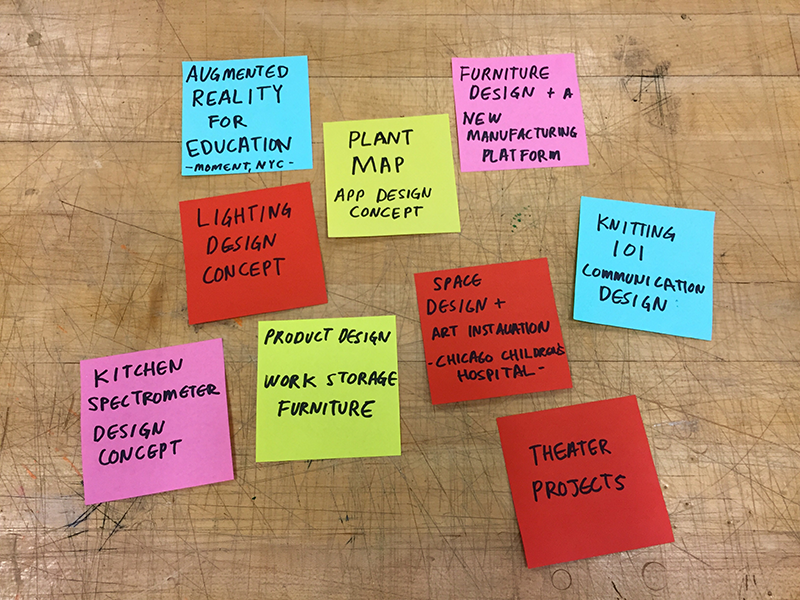 AUGMENTED
REALITY
FOR
EDUCATION
-MOMENT, NYC-
FURNITURE
DESIGN + A
NEW
MANUFACTURING
PLATFORM
PLANT
MAP
APP DESIGN
CONCEPT
LIGHTING
DESIGN
CONCEPT
KNITTING
101
COMMUNICATION
DESIGN
SPACE
DESIGN +
ART INSTALLATION
-CHICAGO CHILDREN'S
HOSPITAL-
PRODUCT DESIGN
WORK STORAGE
FURNITURE
KITCHEN
SPECTROMETER
DESIGN
CONCEPT
THEATER
PROJECTS